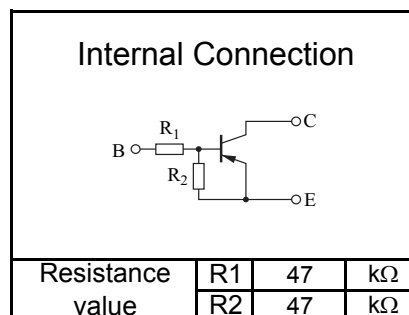 Internal Connection
C
R1
B
R2
E
Resistance value R1 47 kΩ
R2 47 kΩ